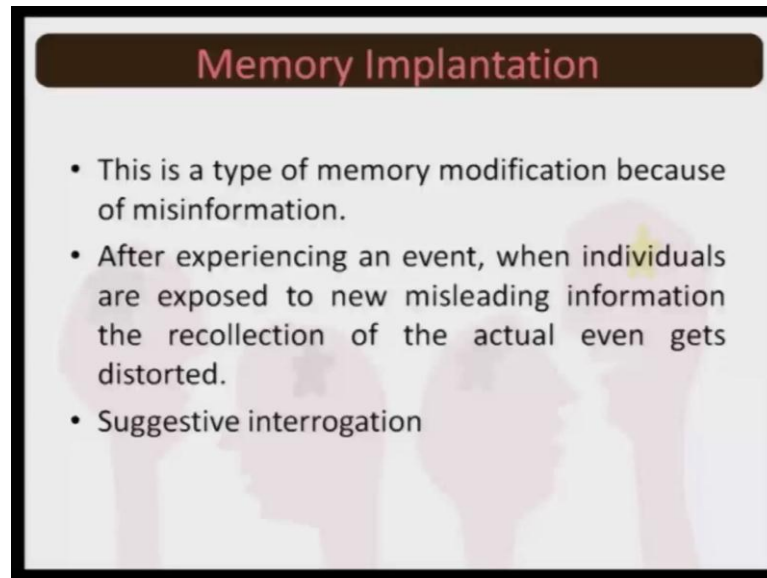 Memory Implantation
• This is a type of memory modification because
of misinformation.
• After experiencing an event, when individuals
are exposed to new misleading information
the recollection of the actual even gets
distorted.
• Suggestive interrogation